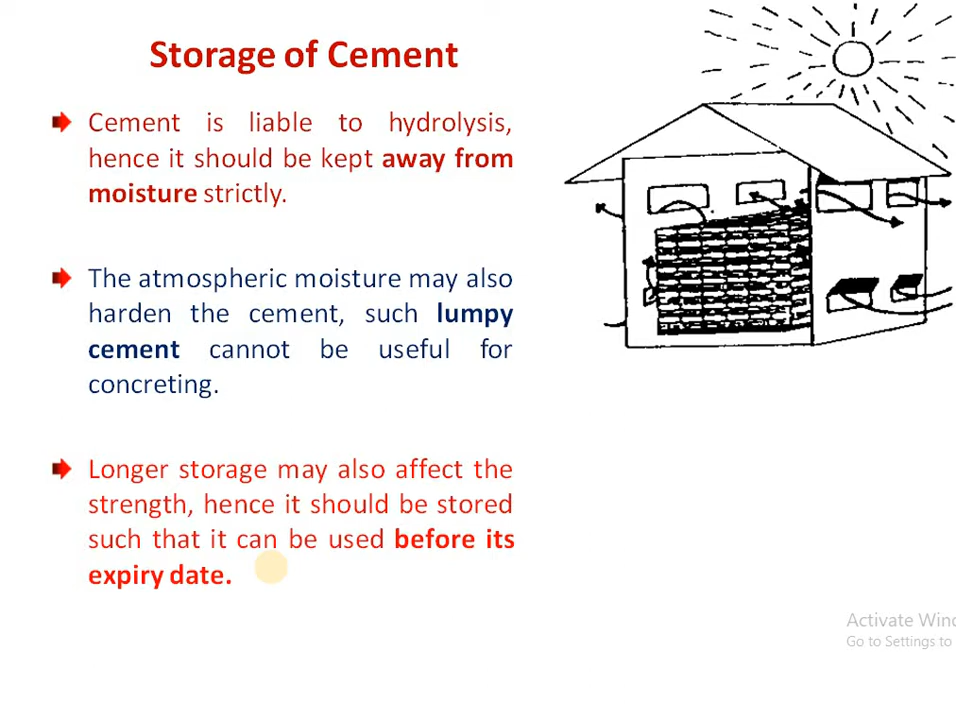 Storage of Cement
Cement is liable to hydrolysis,
hence it should be kept away from
moisture strictly.
The atmospheric moisture may also
harden the cement, such lumpy
cement cannot be useful for
concreting.
Longer storage may also affect the
strength, hence it should be stored
such that it can be used before its
expiry date.
Activate Win
Go to Settings to